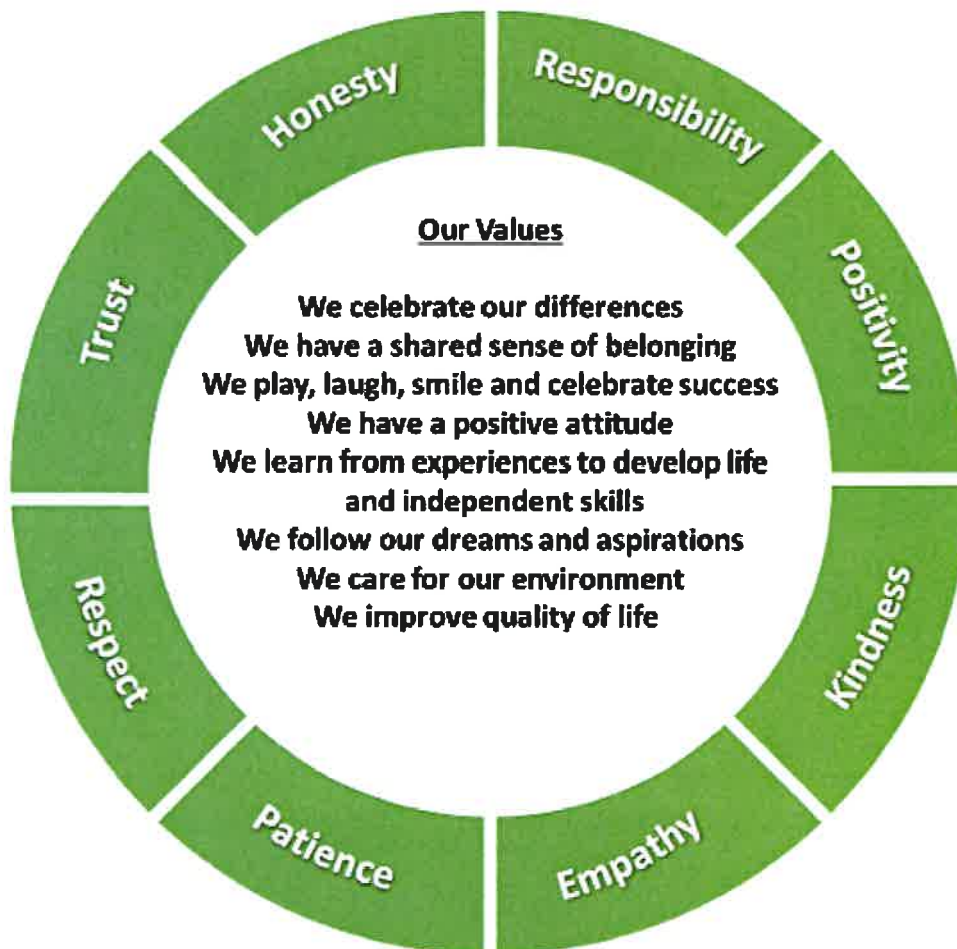 Honesty
Responsibility
Positivity
Kindness
Empathy
Patience
Respect
Trust
Our Values
We celebrate our differences
We have a shared sense of belonging
We play, laugh, smile and celebrate success
We have a positive attitude
We learn from experiences to develop life
and independent skills
We follow our dreams and aspirations
We care for our environment
We improve quality of life